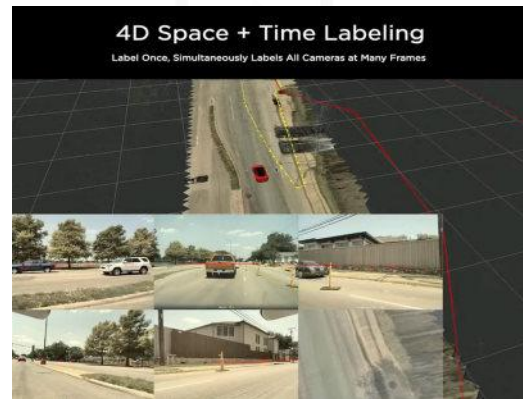 4D Space + Time Labeling
Label Once, Simultaneously Labels All Cameras at Many Frames